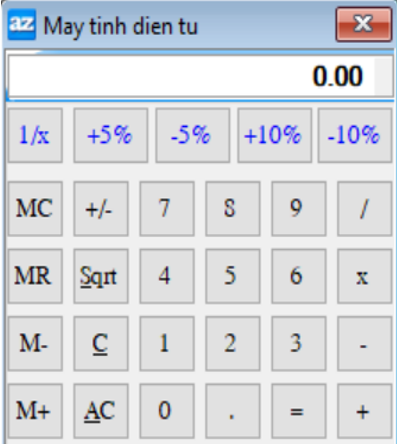 az May tinh dien tu
0.00
1/x +5% -5% +10% -10%
MC +/- 7 8 9 /
MR Sqrt 4 5 6 x
M- C 1 2 3 -
M+ AC 0 . = +